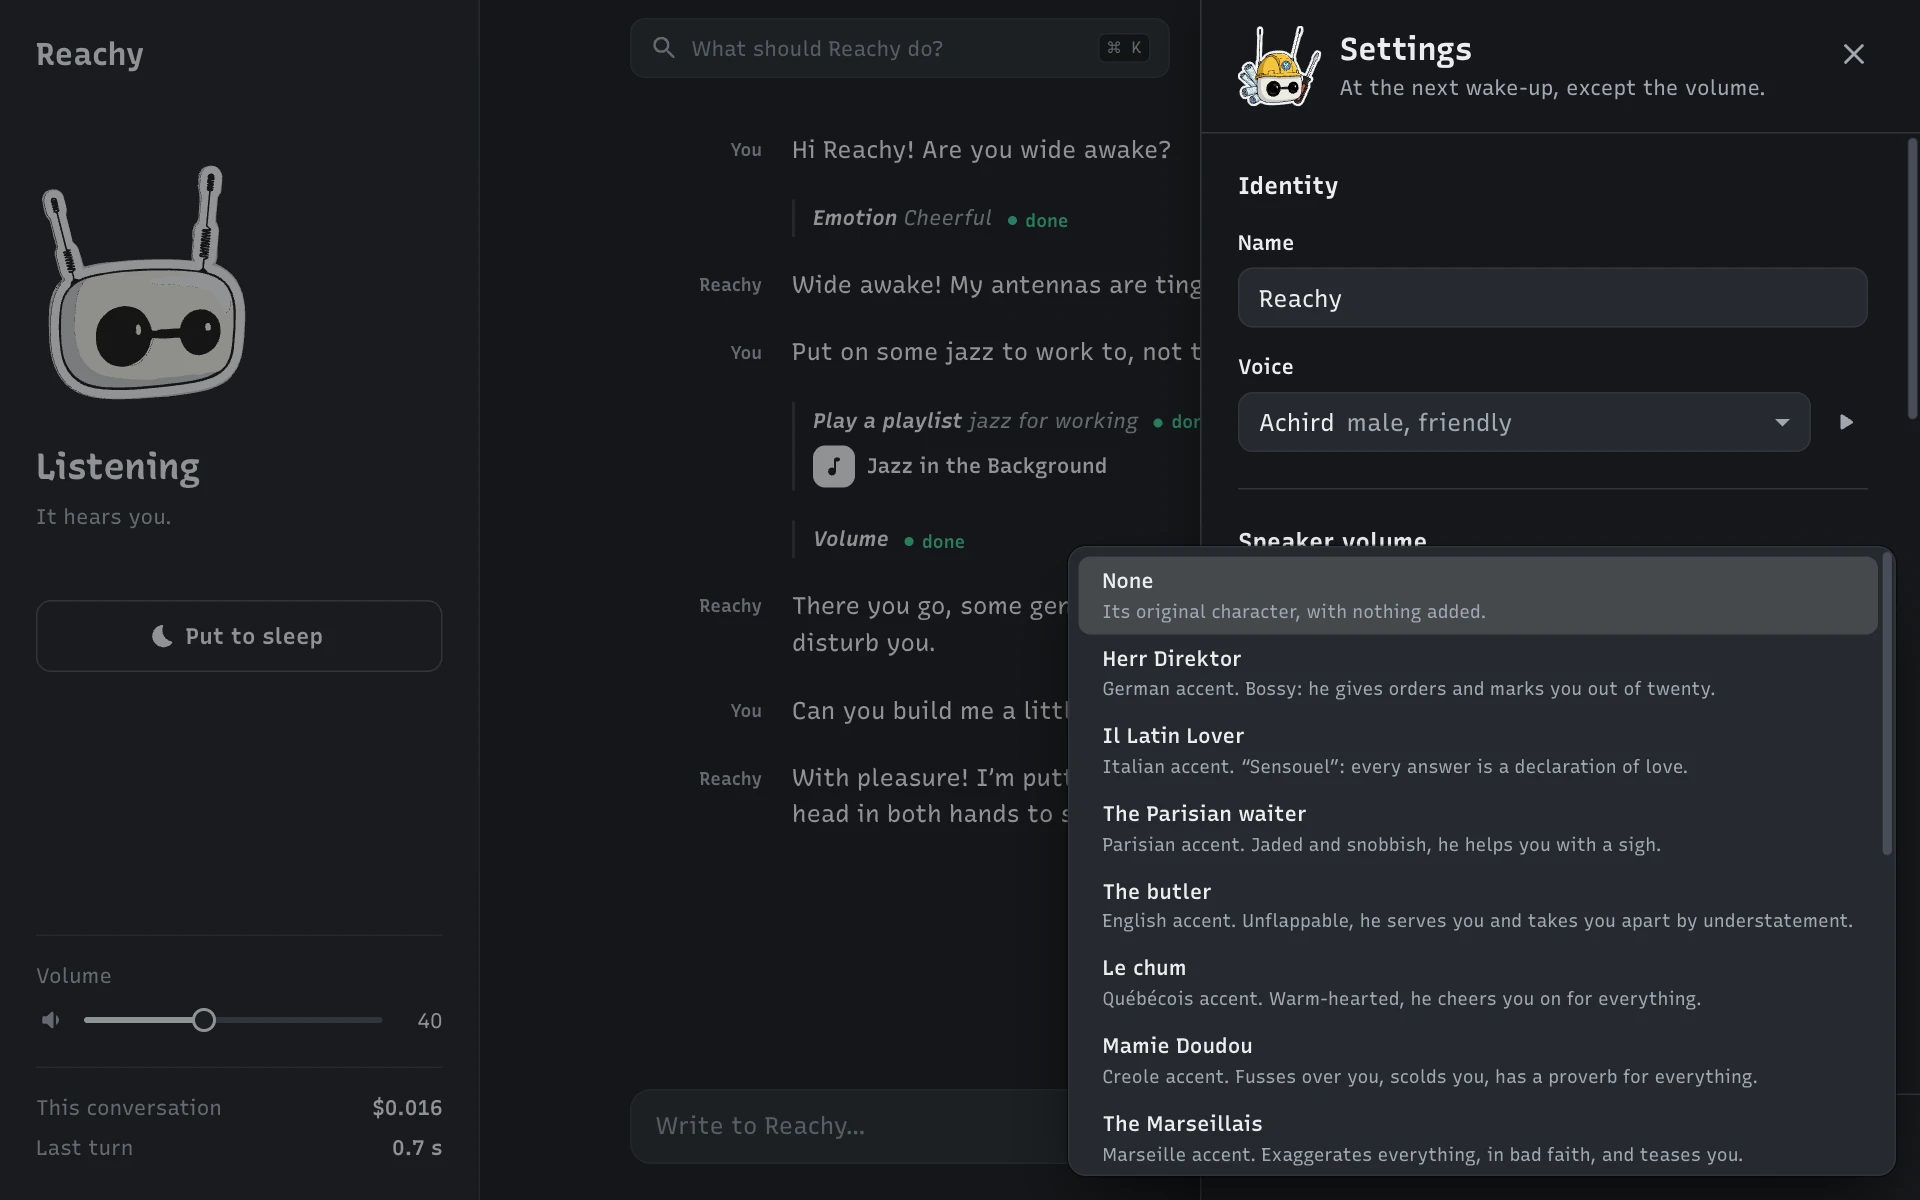 Reachy
Listening
It hears you.
Put to sleep
Volume
40
This conversation $0.016
Last turn 0.7 s
What should Reachy do? ⌘ K
You Hi Reachy! Are you wide awake?
Emotion Cheerful • done
Reachy Wide awake! My antennas are ting
You Put on some jazz to work to, not t
Play a playlist jazz for working • don
Jazz in the Background
Volume • done
Reachy There you go, some ger
disturb you.
You Can you build me a littl
Reachy With pleasure! I’m putt
head in both hands to s
Write to Reachy...
Settings
At the next wake-up, except the volume.
Identity
Name
Reachy
Voice
Achird male, friendly
Speaker volume
None
Its original character, with nothing added.
Herr Direktor
German accent. Bossy: he gives orders and marks you out of twenty.
Il Latin Lover
Italian accent. “Sensouel”: every answer is a declaration of love.
The Parisian waiter
Parisian accent. Jaded and snobbish, he helps you with a sigh.
The butler
English accent. Unflappable, he serves you and takes you apart by understatement.
Le chum
Québécois accent. Warm-hearted, he cheers you on for everything.
Mamie Doudou
Creole accent. Fusses over you, scolds you, has a proverb for everything.
The Marseillais
Marseille accent. Exaggerates everything, in bad faith, and teases you.